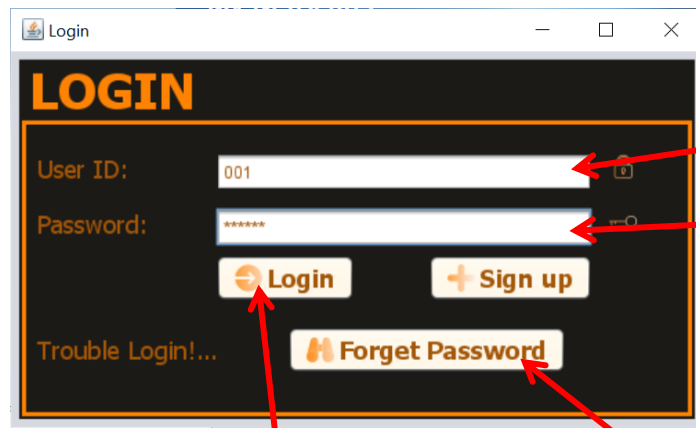 Login
LOGIN
User ID:
001
Password:
******
Login
Sign up
Trouble Login!...
Forget Password